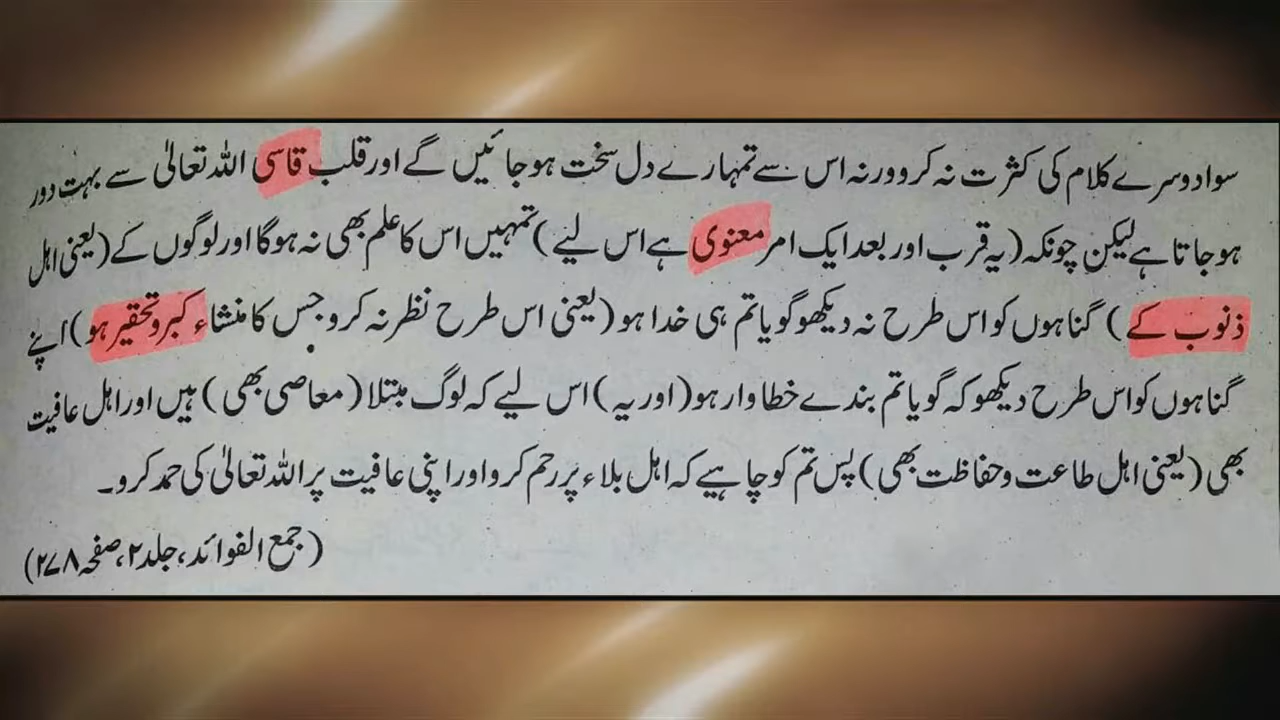 سوا دوسرے کلام کی کثرت نہ کرو ورنہ اس سے تمہارے دل سخت ہو جائیں گے اور قلب قاسی اللہ تعالیٰ سے بہت دور
ہو جاتا ہے لیکن چونکہ (یہ قرب اور بعد ایک امر معنوی ہے اس لیے) تمہیں اس کا علم بھی نہ ہوگا اور لوگوں کے (یعنی اہل
ذنوب کے) گناہوں کو اس طرح نہ دیکھو گویا تم ہی خدا ہو (یعنی اس طرح نظر نہ کرو جس کا منشاء کبر و تحقیر ہو) اپنے
گناہوں کو اس طرح دیکھو کہ گویا تم بندے خطاوار ہو (اور یہ) اس لیے کہ لوگ مبتلا (معاصی بھی) ہیں اور اہل عافیت
بھی (یعنی اہل طاعت و حفاظت بھی) پس تم کو چاہیے کہ اہل بلاء پر رحم کرو اور اپنی عافیت پر اللہ تعالیٰ کی حمد کرو۔
(جمع الفوائد، جلد ۲، صفحہ ۲۷۸)